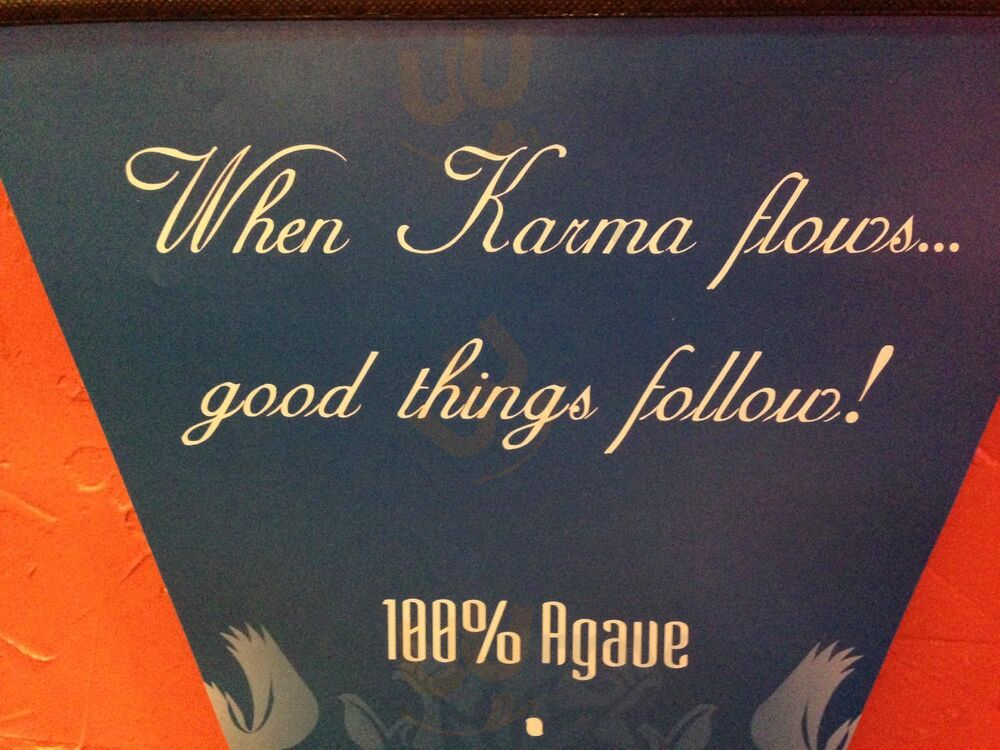 When Karma flows...
good things follow!
100% Agave